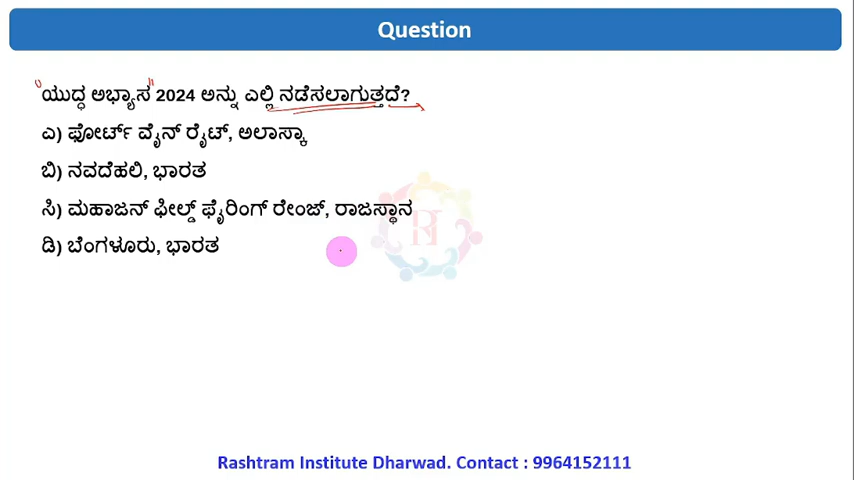 Question
"ಯುದ್ಧ ಅಭ್ಯಾಸ" 2024 ಅನ್ನು ಎಲ್ಲಿ ನಡೆಸಲಾಗುತ್ತದೆ?
ಎ) ಫೋರ್ಟ್ ವೈನ್ ರೈಟ್, ಅಲಾಸ್ಕಾ
ಬಿ) ನವದೆಹಲಿ, ಭಾರತ
ಸಿ) ಮಹಾಜನ್ ಫೀಲ್ಡ್ ಫೈರಿಂಗ್ ರೇಂಜ್, ರಾಜಸ್ಥಾನ
ಡಿ) ಬೆಂಗಳೂರು, ಭಾರತ
Rashtram Institute Dharwad. Contact : 9964152111